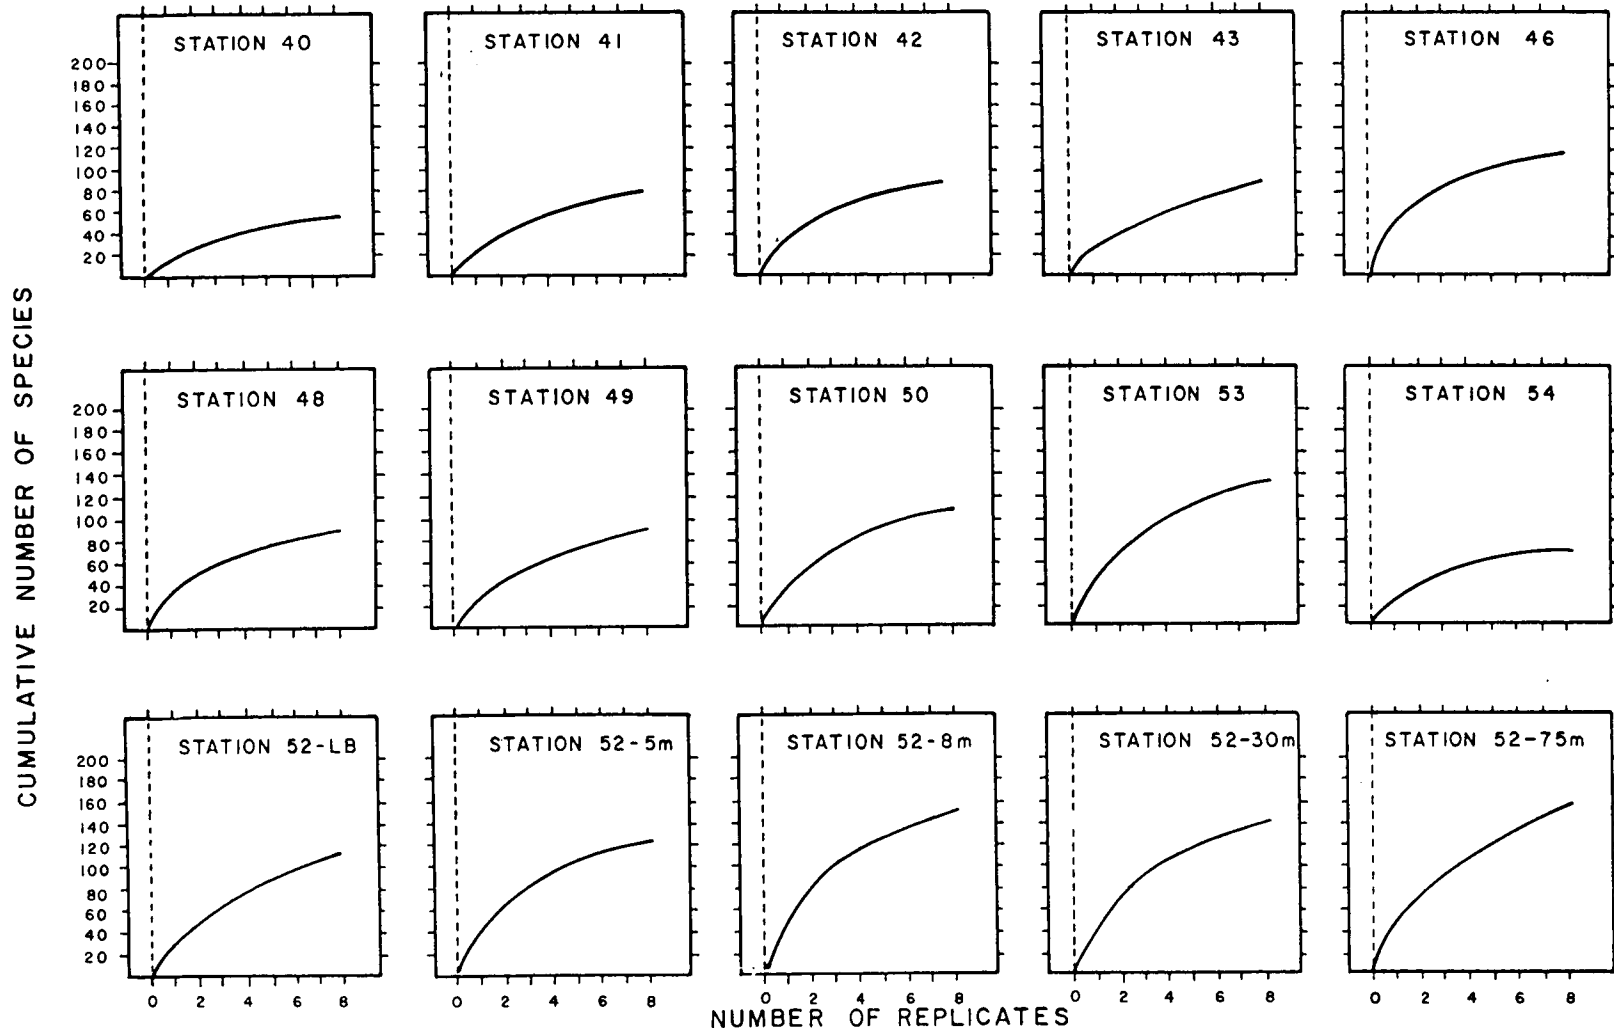 CUMULATIVE NUMBER OF SPECIES
STATION 40
STATION 41
STATION 42
STATION 43
STATION 46
200
180
160
140
120
100
80
60
40
20
STATION 48
STATION 49
STATION 50
STATION 53
STATION 54
200
180
160
140
120
100
80
60
40
20
STATION 52-LB
STATION 52-5m
STATION 52-8m
STATION 52-30m
STATION 52-75m
200
180
160
140
120
100
80
60
40
20
0 2 4 6 8
0 2 4 6 8
0 2 4 6 8
0 2 4 6 8
0 2 4 6 8
NUMBER OF REPLICATES